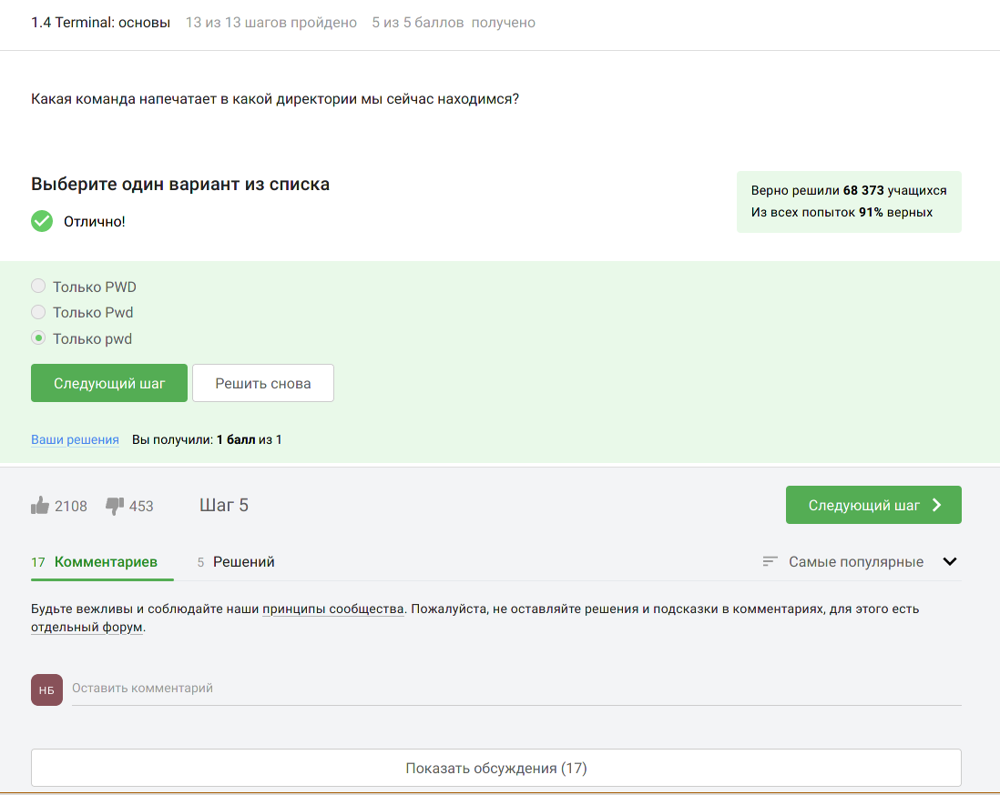 1.4 Terminal: основы 13 из 13 шагов пройдено 5 из 5 баллов получено
Какая команда напечатает в какой директории мы сейчас находимся?
Выберите один вариант из списка
Верно решили 68 373 учащихся
Из всех попыток 91% верных
Отлично!
Только PWD
Только Pwd
Только pwd
Следующий шаг Решить снова
Ваши решения Вы получили: 1 балл из 1
2108 453 Шаг 5 Следующий шаг
17 Комментариев 5 Решений Самые популярные
Будьте вежливы и соблюдайте наши принципы сообщества. Пожалуйста, не оставляйте решения и подсказки в комментариях, для этого есть
отдельный форум.
НБ Оставить комментарий
Показать обсуждения (17)